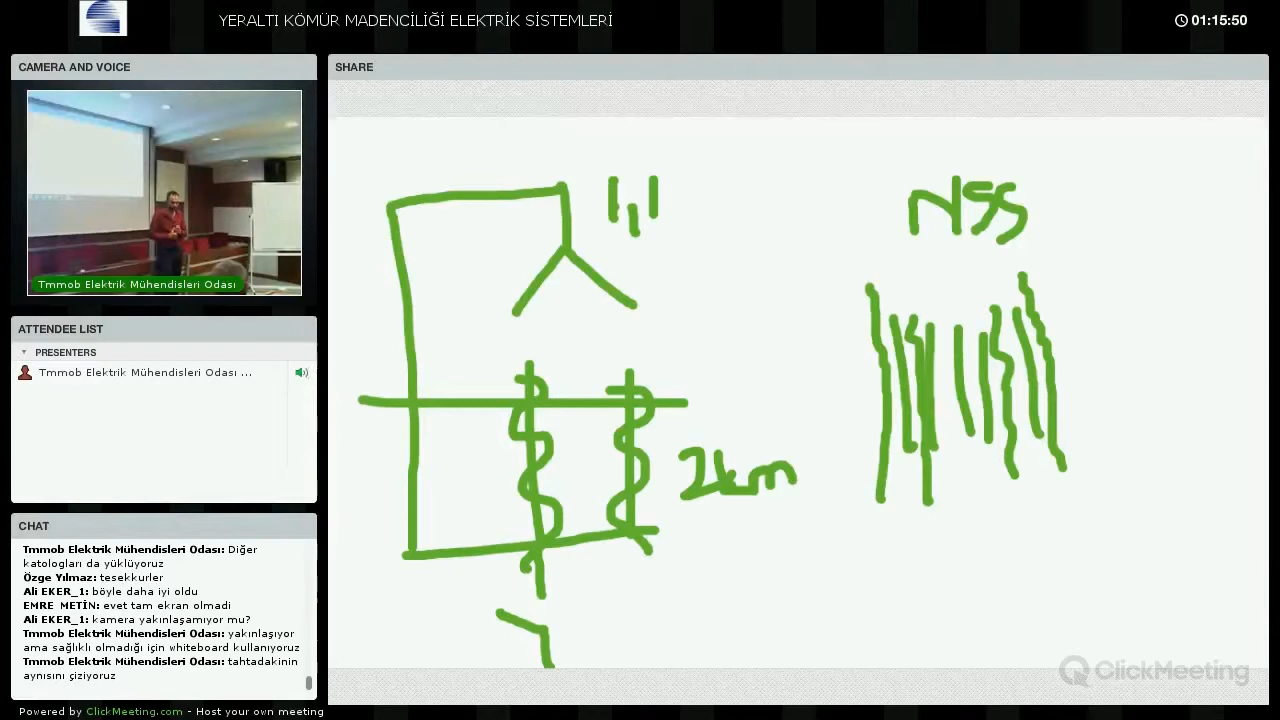 YERALTI KÖMÜR MADENCİLİĞİ ELEKTRİK SİSTEMLERİ
01:15:50
CAMERA AND VOICE
Tmmob Elektrik Mühendisleri Odası
ATTENDEE LIST
PRESENTERS
Tmmob Elektrik Mühendisleri Odası ...
CHAT
Tmmob Elektrik Mühendisleri Odası: Diğer
katologları da yüklüyoruz
Özge Yılmaz: tesekkurler
Ali EKER_1: böyle daha iyi oldu
EMRE METİN: evet tam ekran olmadi
Ali EKER_1: kamera yakınlaşamıyor mu?
Tmmob Elektrik Mühendisleri Odası: yakınlaşıyor
ama sağlıklı olmadığı için whiteboard kullanıyoruz
Tmmob Elektrik Mühendisleri Odası: tahtadakinin
aynısını çiziyoruz
Powered by ClickMeeting.com - Host your own meeting
SHARE
1,1
NSS
2km
ClickMeeting